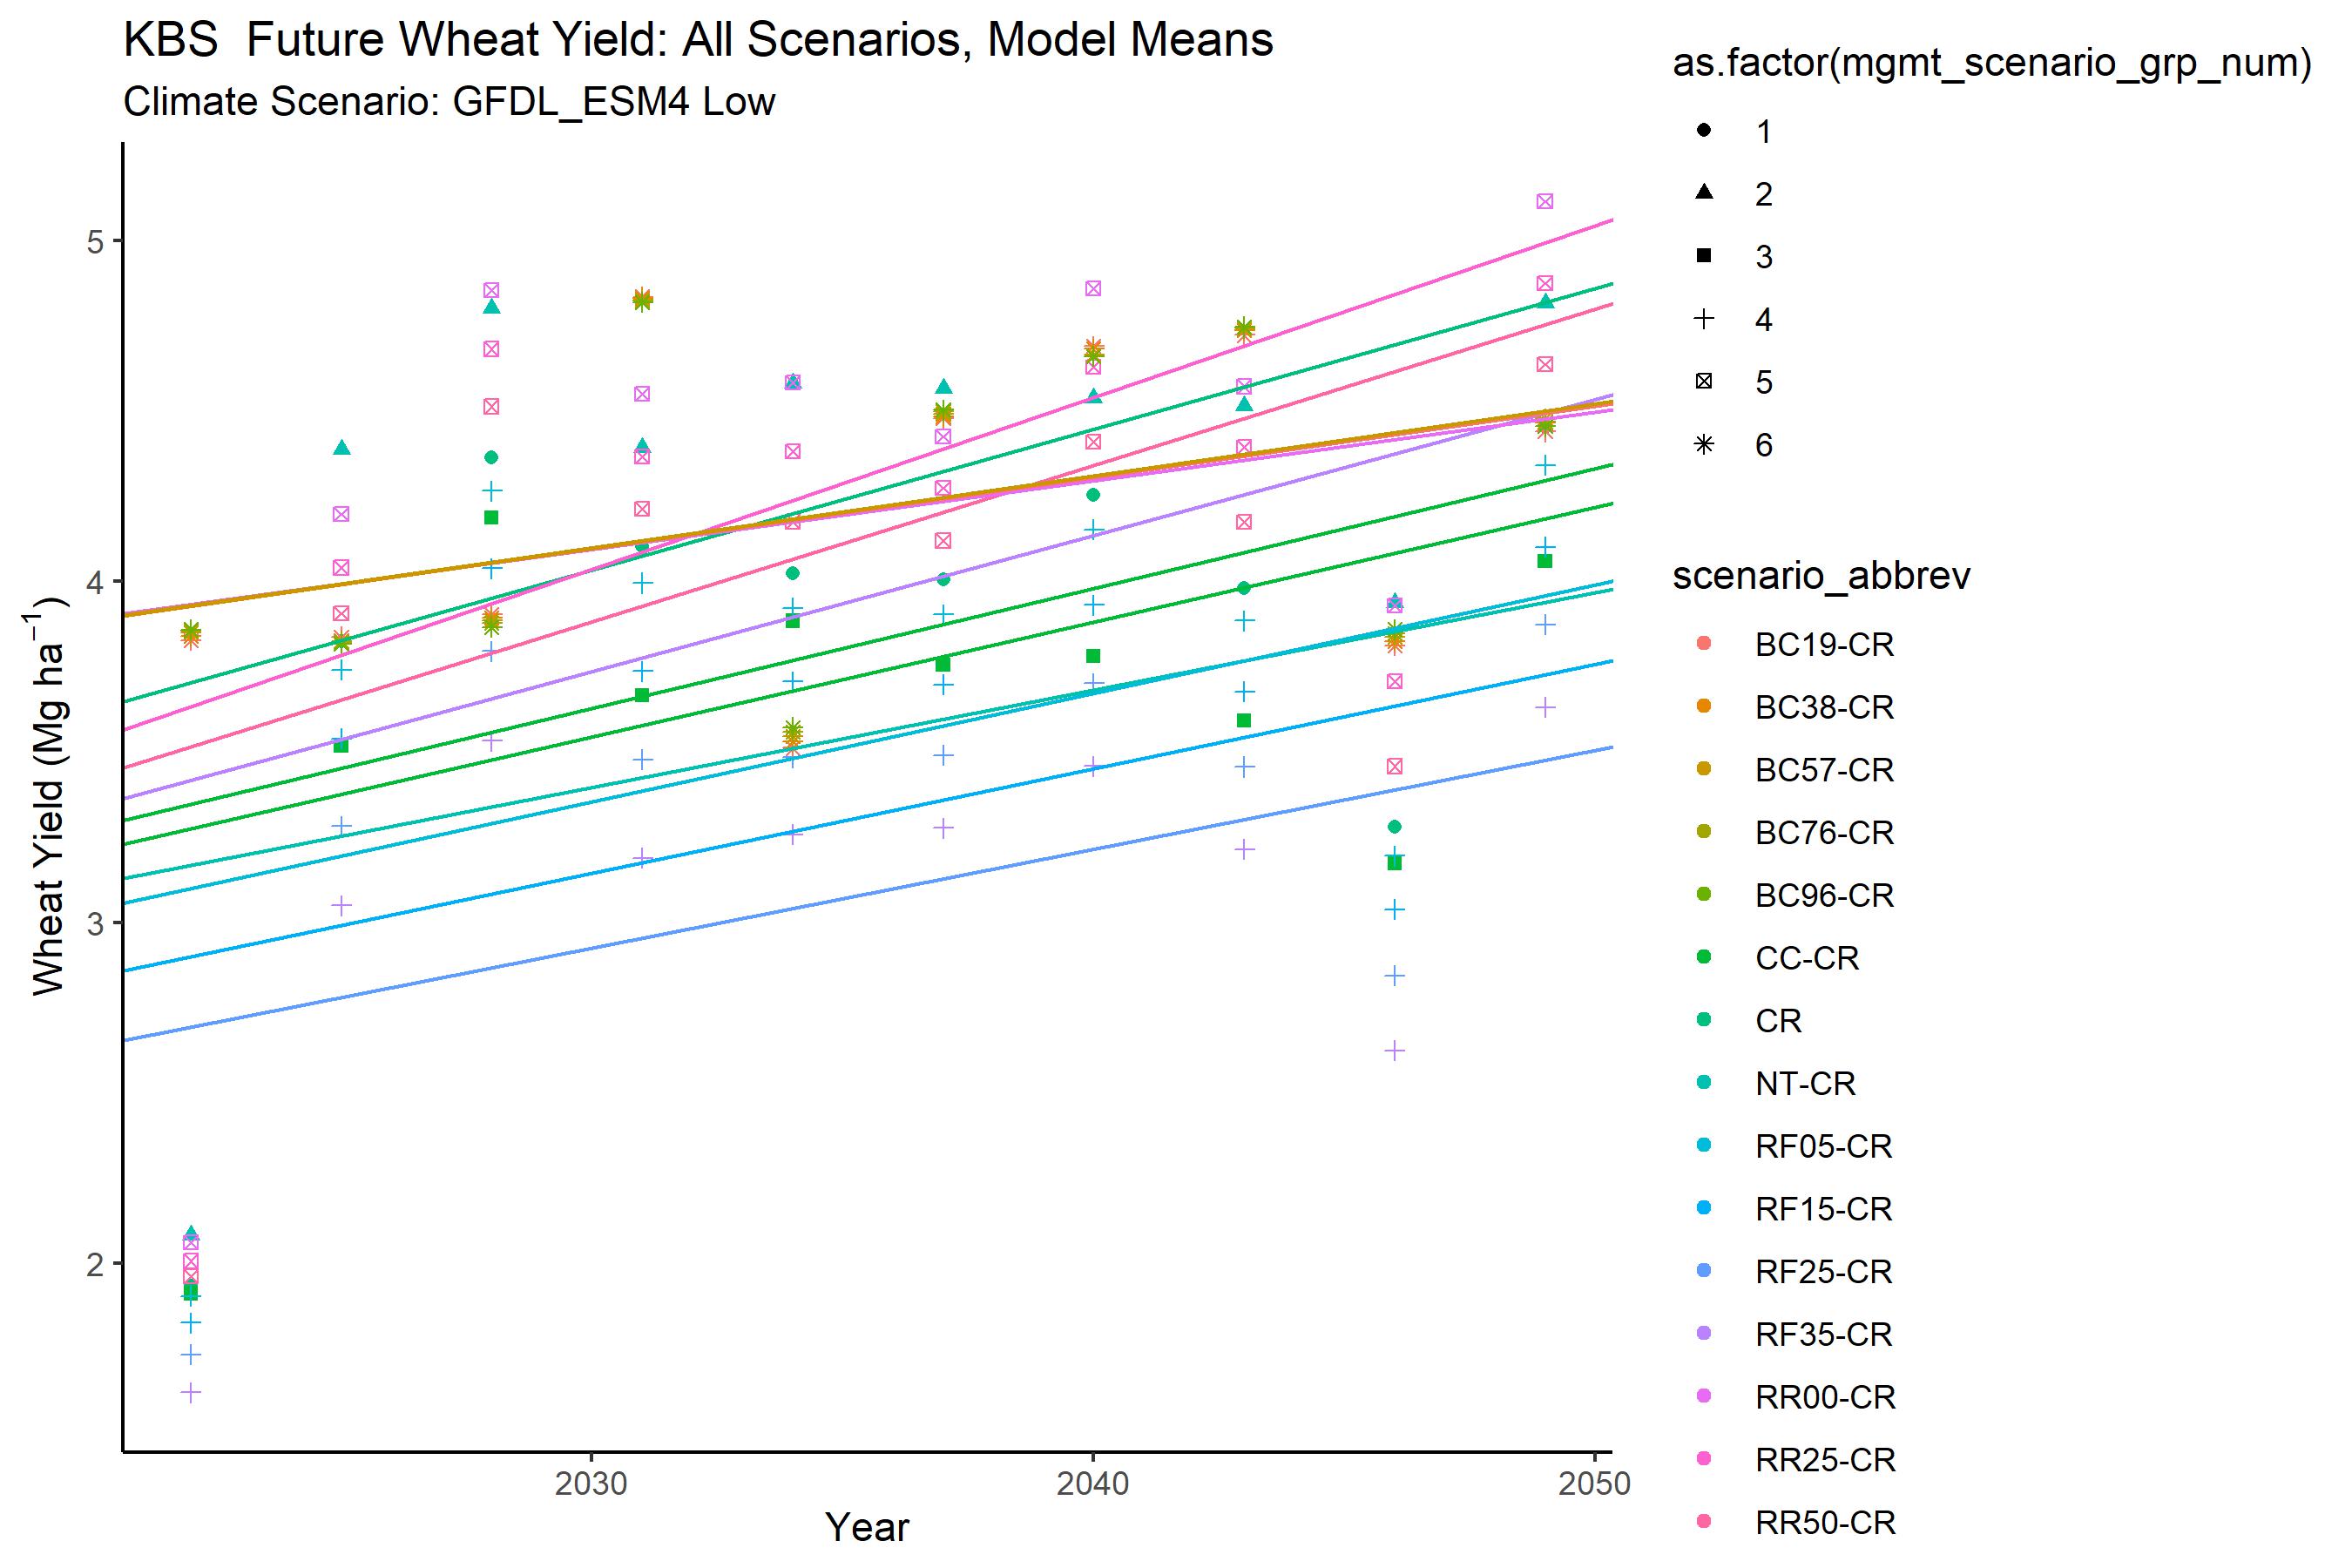 KBS  Future Wheat Yield: All Scenarios, Model Means
Climate Scenario: GFDL_ESM4 Low
Wheat Yield (Mg ha⁻¹)
5
4
3
2
2030
2040
2050
Year
as.factor(mgmt_scenario_grp_num)
1
2
3
4
5
6
scenario_abbrev
BC19-CR
BC38-CR
BC57-CR
BC76-CR
BC96-CR
CC-CR
CR
NT-CR
RF05-CR
RF15-CR
RF25-CR
RF35-CR
RR00-CR
RR25-CR
RR50-CR